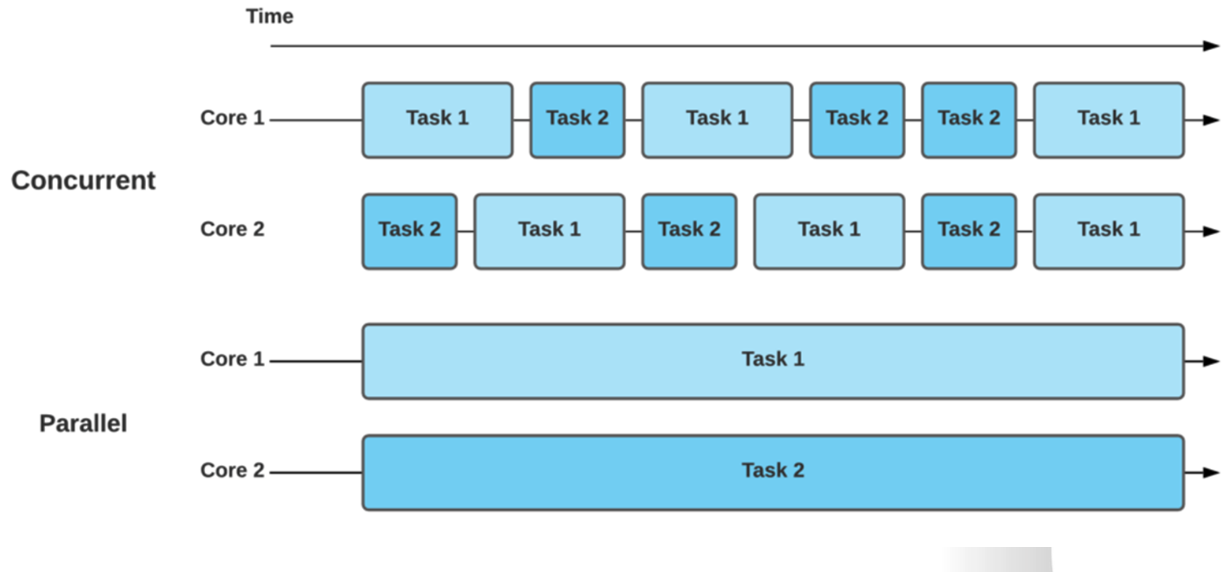 Time
Core 1 Task 1 Task 2 Task 1 Task 2 Task 2 Task 1
Concurrent
Core 2 Task 2 Task 1 Task 2 Task 1 Task 2 Task 1
Core 1 Task 1
Parallel
Core 2 Task 2